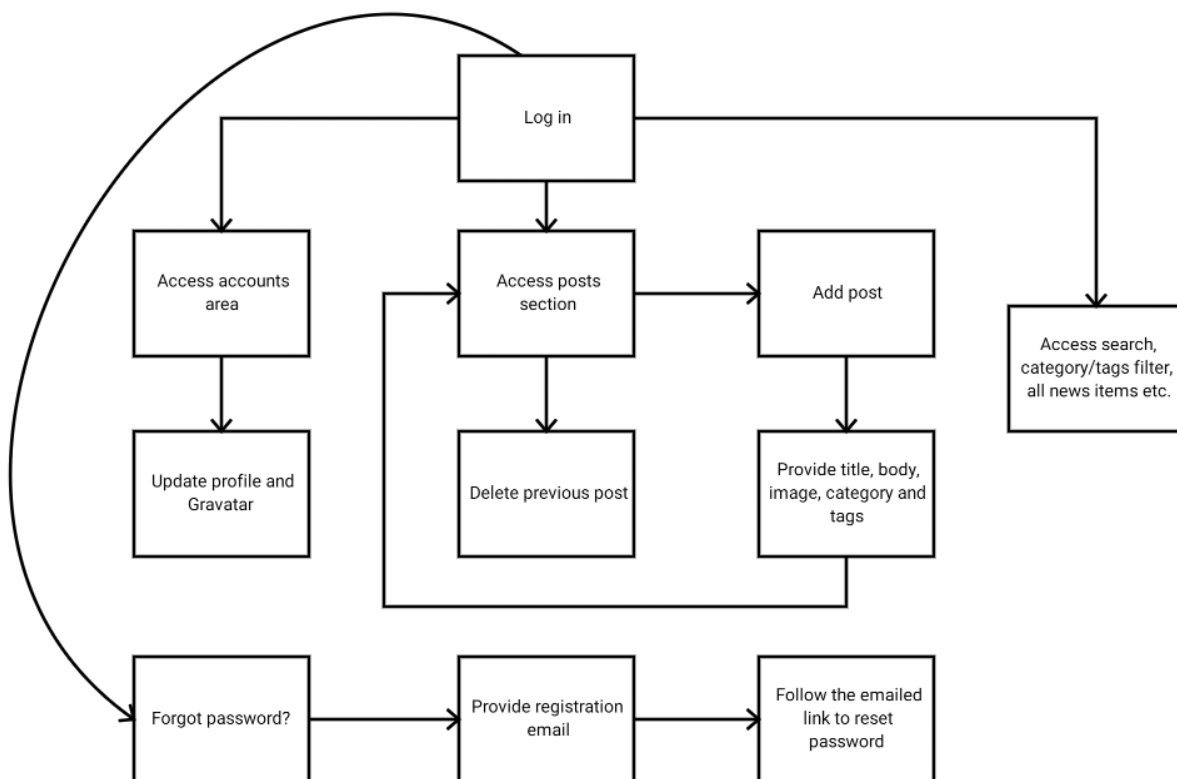 Log in
Access accounts
area
Access posts
section
Add post
Access search,
category/tags filter,
all news items etc.
Update profile and
Gravatar
Delete previous post
Provide title, body,
image, category and
tags
Forgot password?
Provide registration
email
Follow the emailed
link to reset
password